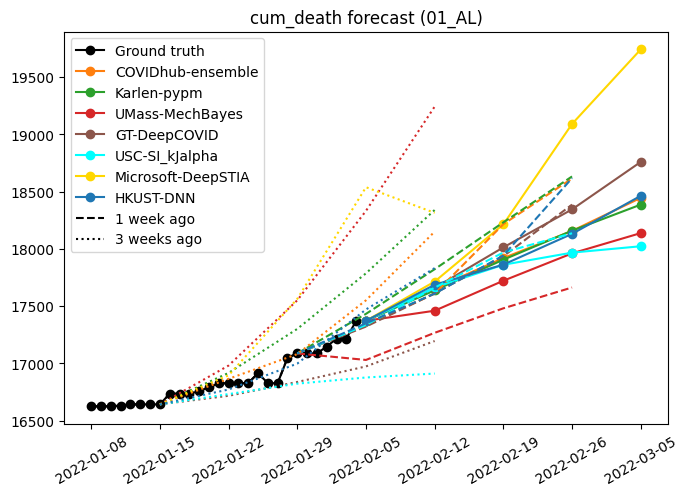 cum_death forecast (01_AL)
Ground truth
COVIDhub-ensemble
Karlen-pypm
UMass-MechBayes
GT-DeepCOVID
USC-SI_kJalpha
Microsoft-DeepSTIA
HKUST-DNN
1 week ago
3 weeks ago
19500
19000
18500
18000
17500
17000
16500
2022-01-08
2022-01-15
2022-01-22
2022-01-29
2022-02-05
2022-02-12
2022-02-19
2022-02-26
2022-03-05